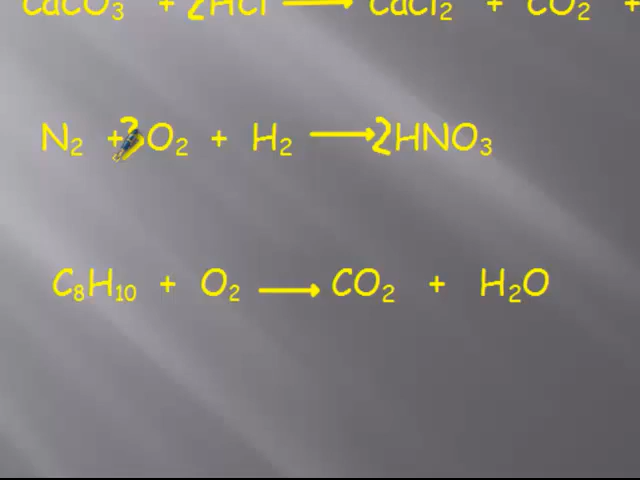 CaCO₃ + 2HCl → CaCl₂ + CO₂ +
N₂ + 3O₂ + H₂ → 2HNO₃
C₈H₁₀ + O₂ → CO₂ + H₂O